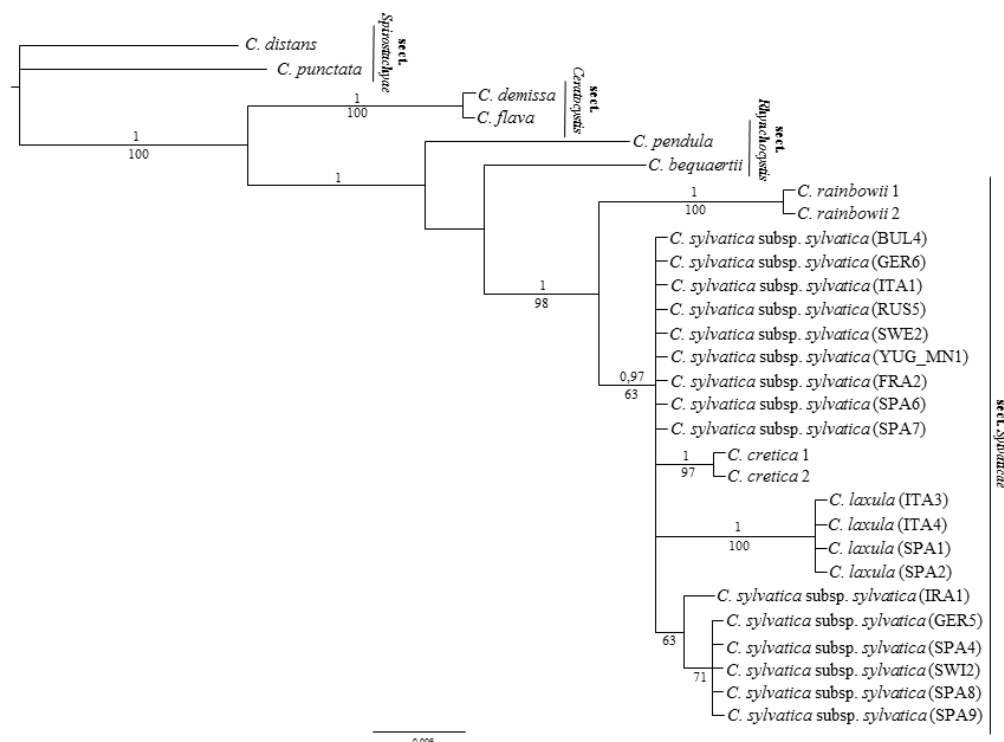 C. distans
C. punctata
sect.
Spirostachyae
1
100
1
100
C. demissa
C. flava
sect.
Ceratocystis
1
C. pendula
C. bequaertii
sect.
Rhynchocystis
1
98
1
100
C. rainbowii 1
C. rainbowii 2
0,97
63
C. sylvatica subsp. sylvatica (BUL4)
C. sylvatica subsp. sylvatica (GER6)
C. sylvatica subsp. sylvatica (ITA1)
C. sylvatica subsp. sylvatica (RUS5)
C. sylvatica subsp. sylvatica (SWE2)
C. sylvatica subsp. sylvatica (YUG_MN1)
C. sylvatica subsp. sylvatica (FRA2)
C. sylvatica subsp. sylvatica (SPA6)
C. sylvatica subsp. sylvatica (SPA7)
1
97
C. cretica 1
C. cretica 2
1
100
C. laxula (ITA3)
C. laxula (ITA4)
C. laxula (SPA1)
C. laxula (SPA2)
63
C. sylvatica subsp. sylvatica (IRA1)
71
C. sylvatica subsp. sylvatica (GER5)
C. sylvatica subsp. sylvatica (SPA4)
C. sylvatica subsp. sylvatica (SWI2)
C. sylvatica subsp. sylvatica (SPA8)
C. sylvatica subsp. sylvatica (SPA9)
sect. Sylvaticae